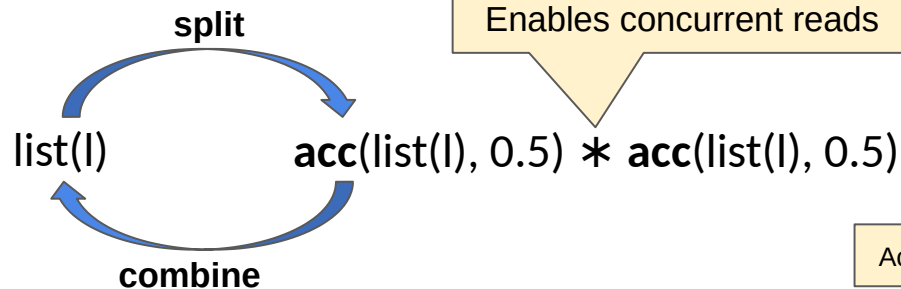 split
Enables concurrent reads
list(l)
acc(list(l), 0.5) ∗ acc(list(l), 0.5)
combine